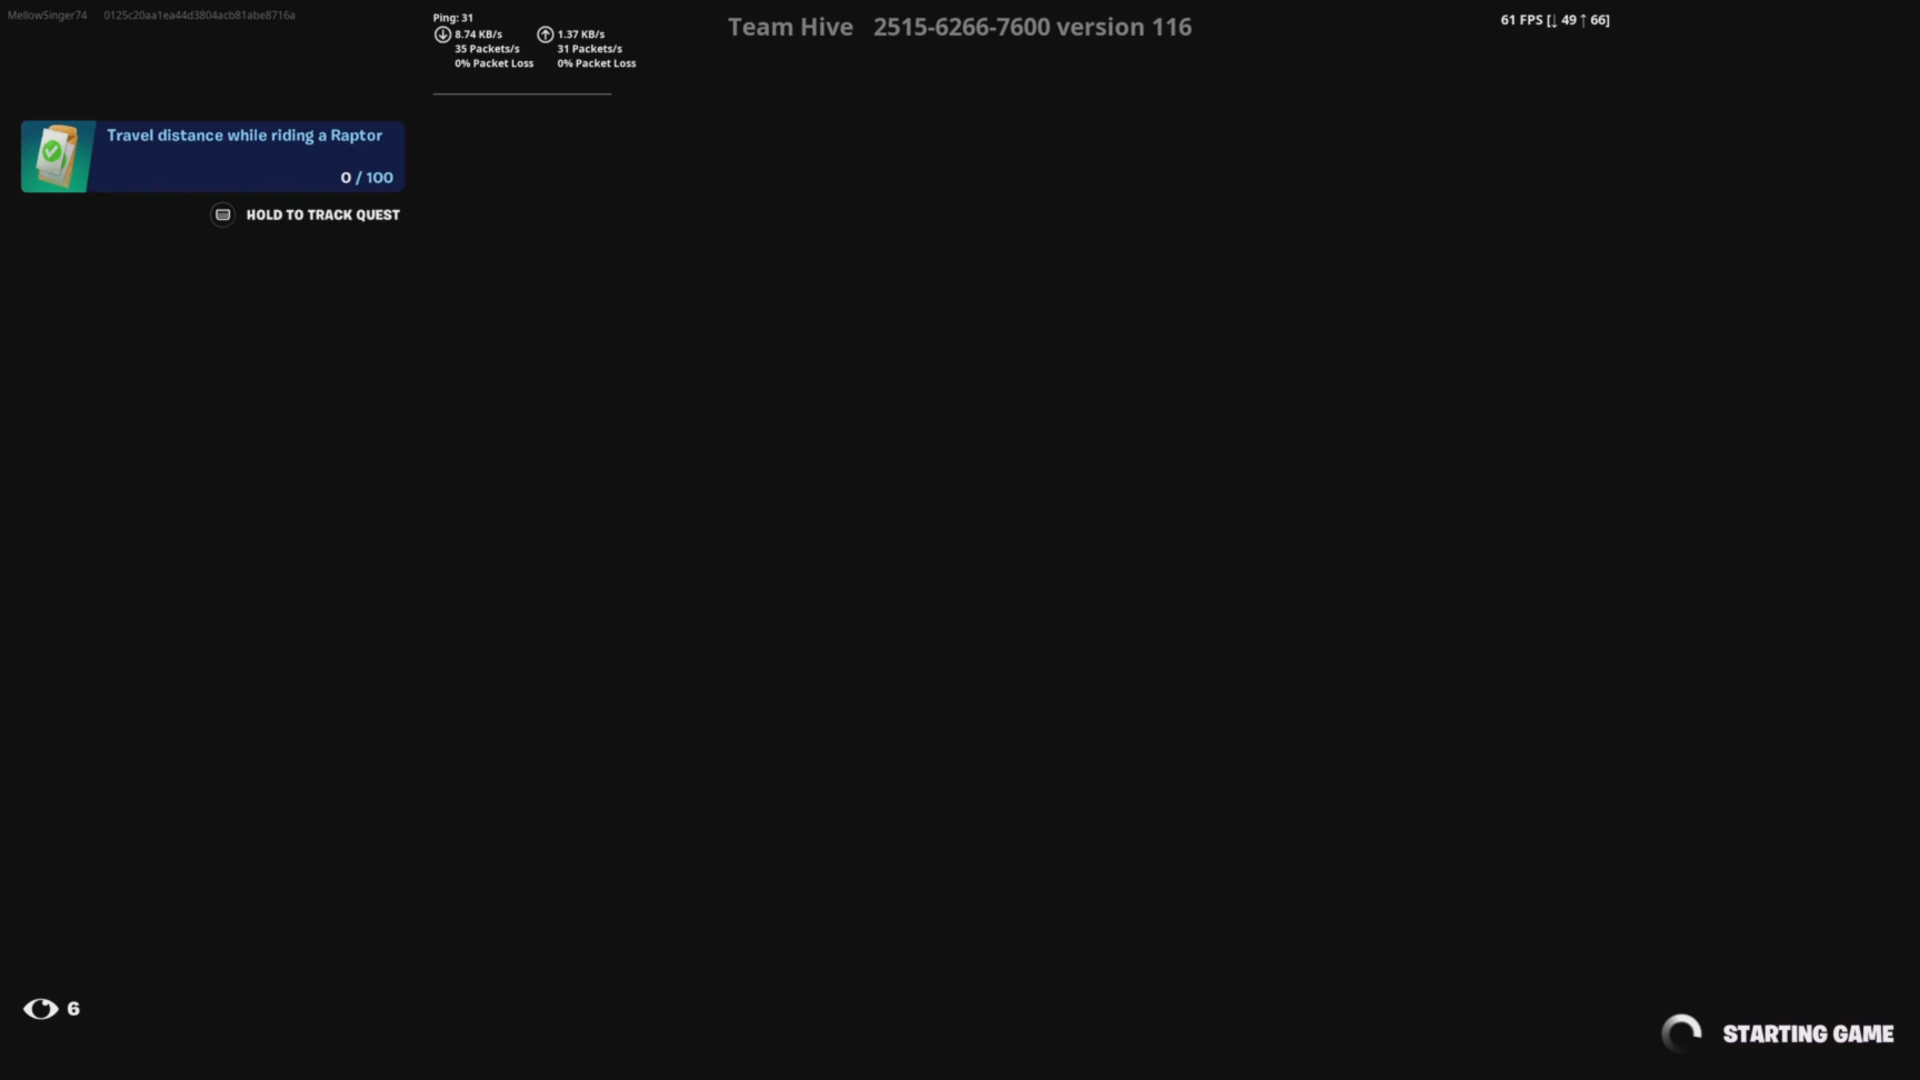 MellowSinger74 0125c20aa1ea44d3804acb81abe8716a
Ping: 31
8.74 KB/s 1.37 KB/s
35 Packets/s 31 Packets/s
0% Packet Loss 0% Packet Loss
Team Hive 2515-6266-7600 version 116
61 FPS [↓ 49 ↑ 66]
Travel distance while riding a Raptor
0 / 100
HOLD TO TRACK QUEST
6
STARTING GAME